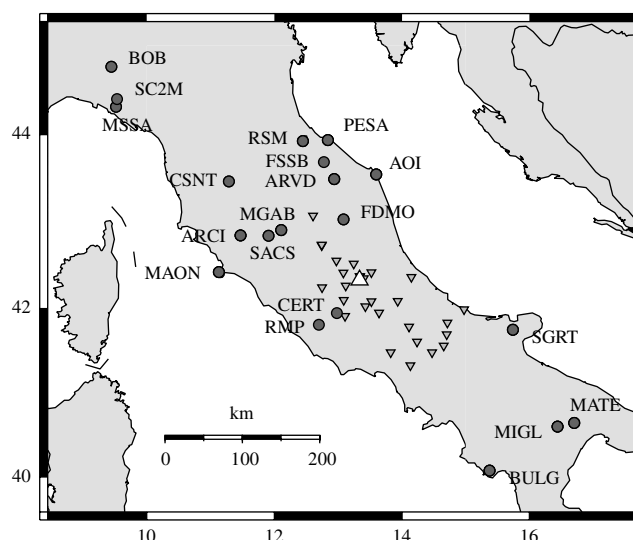 BOB
SC2M
MSSA
44
RSM
PESA
FSSB
AOI
CSNT
ARVD
MGAB
FDMO
ARCI
SACS
MAON
42
CERT
RMP
SGRT
km
MATE
MIGL
0 100 200
40
BULG
10 12 14 16